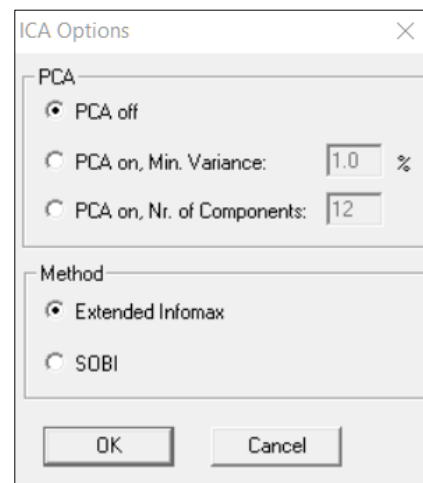 ICA Options
PCA
PCA off
PCA on, Min. Variance: 1.0 %
PCA on, Nr. of Components: 12
Method
Extended Infomax
SOBI
OK Cancel